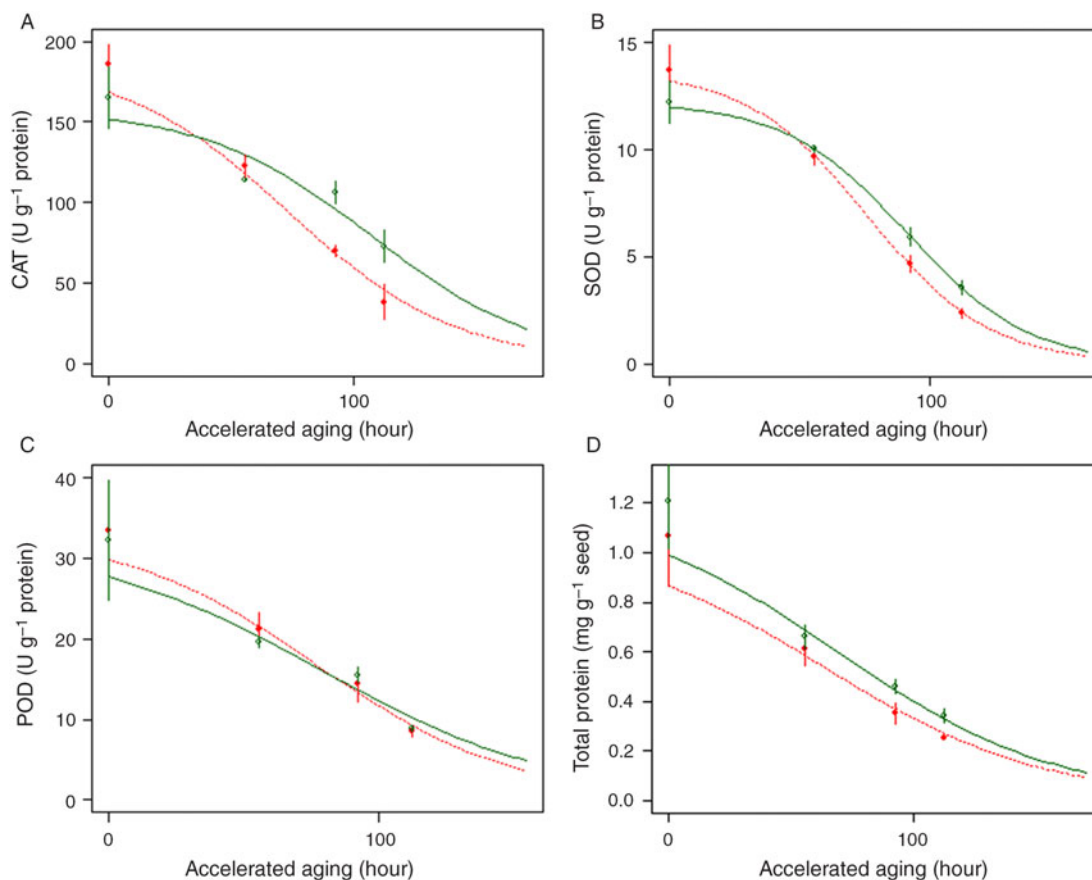 A
CAT (U g⁻¹ protein)
200
150
100
50
0
0 100
Accelerated aging (hour)
B
SOD (U g⁻¹ protein)
15
10
5
0
0 100
Accelerated aging (hour)
C
POD (U g⁻¹ protein)
40
30
20
10
0
0 100
Accelerated aging (hour)
D
Total protein (mg g⁻¹ seed)
1.2
1.0
0.8
0.6
0.4
0.2
0.0
0 100
Accelerated aging (hour)